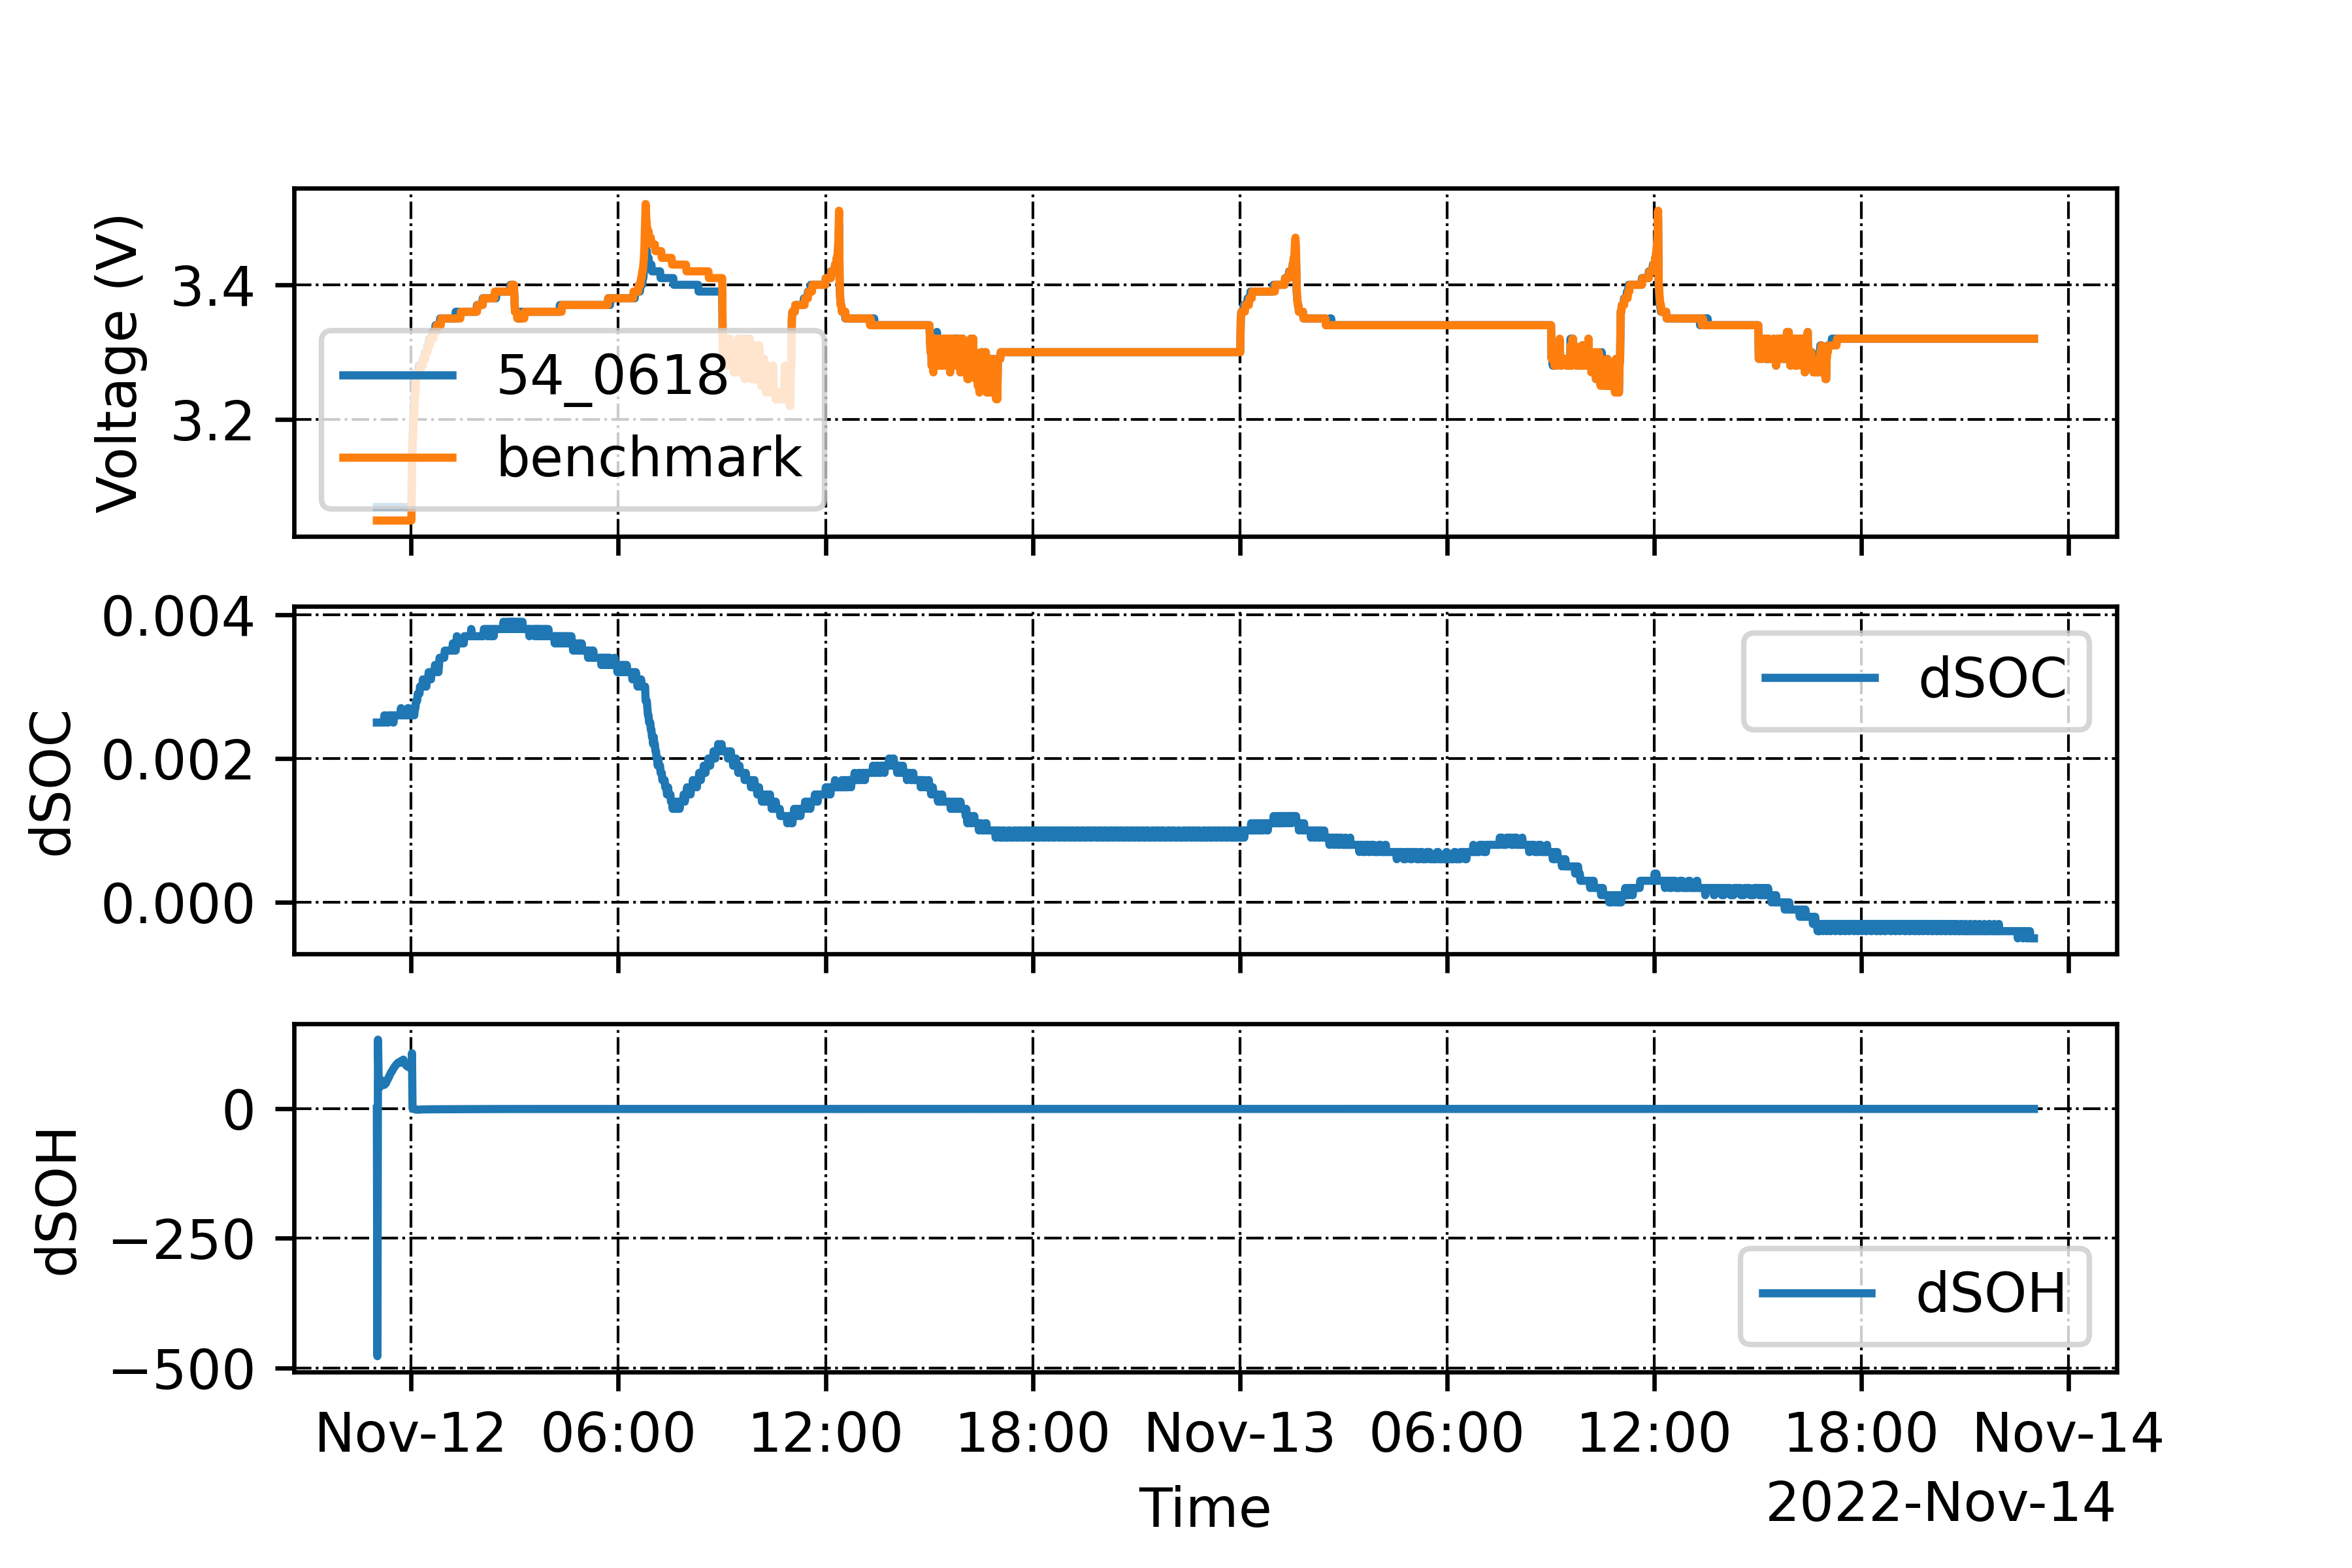 Voltage (V)
3.4
3.2
54_0618
benchmark
dSOC
0.004
0.002
0.000
dSOC
dSOH
0
−250
−500
dSOH
Nov-12 06:00 12:00 18:00 Nov-13 06:00 12:00 18:00 Nov-14
Time
2022-Nov-14